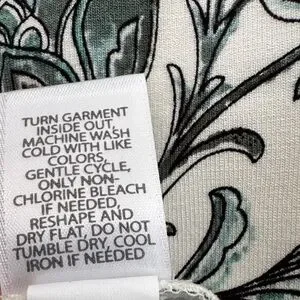 TURN GARMENT
INSIDE OUT,
MACHINE WASH
COLD WITH LIKE
COLORS,
GENTLE CYCLE,
ONLY NON-
CHLORINE BLEACH
IF NEEDED,
RESHAPE AND
DRY FLAT, DO NOT
TUMBLE DRY, COOL
IRON IF NEEDED